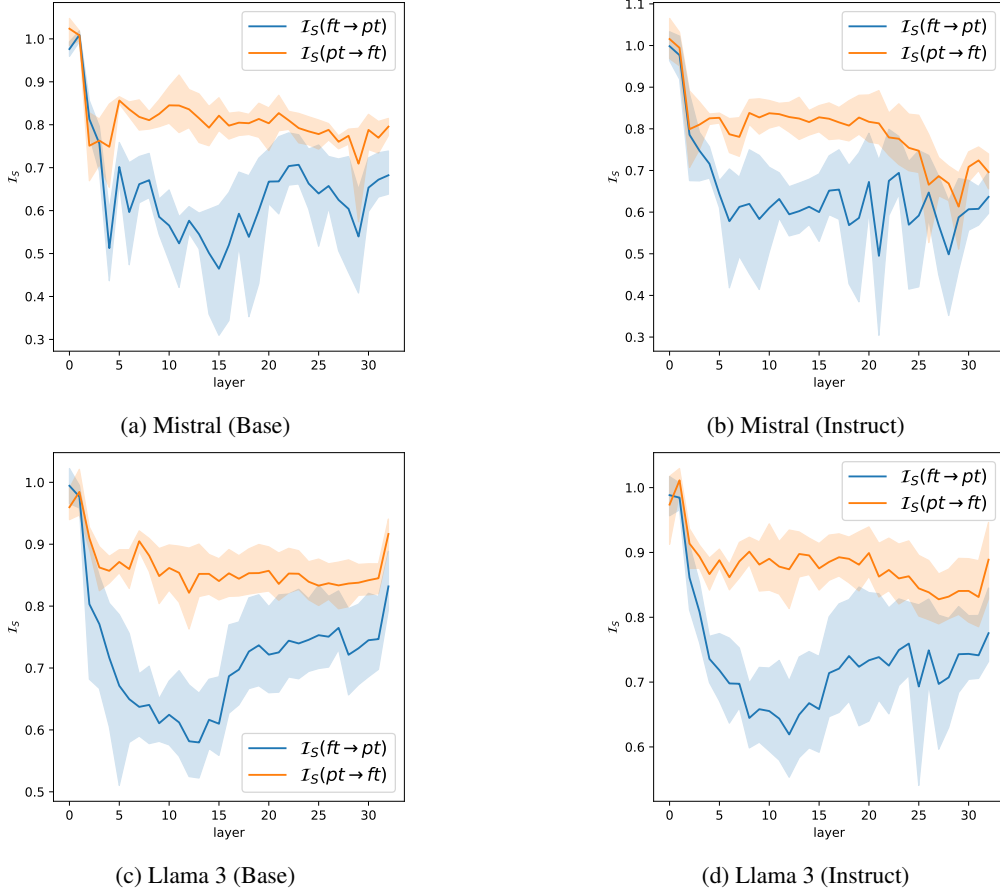 1.0
0.9
0.8
0.7
0.6
0.5
0.4
0.3
I_S
0 5 10 15 20 25 30
layer
I_S(ft → pt)
I_S(pt → ft)
(a) Mistral (Base)
1.1
1.0
0.9
0.8
0.7
0.6
0.5
0.4
0.3
I_S
0 5 10 15 20 25 30
layer
I_S(ft → pt)
I_S(pt → ft)
(b) Mistral (Instruct)
1.0
0.9
0.8
0.7
0.6
0.5
I_S
0 5 10 15 20 25 30
layer
I_S(ft → pt)
I_S(pt → ft)
(c) Llama 3 (Base)
1.0
0.9
0.8
0.7
0.6
I_S
0 5 10 15 20 25 30
layer
I_S(ft → pt)
I_S(pt → ft)
(d) Llama 3 (Instruct)